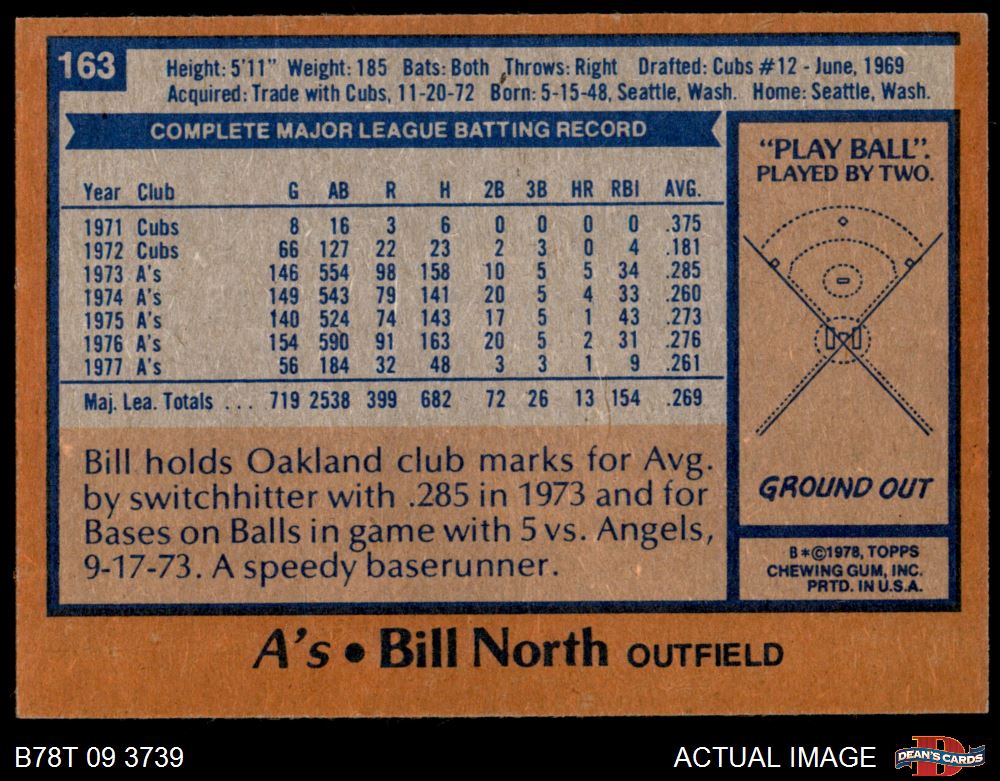 163
Height: 5'11" Weight: 185 Bats: Both Throws: Right Drafted: Cubs #12 - June, 1969
Acquired: Trade with Cubs, 11-20-72 Born: 5-15-48, Seattle, Wash. Home: Seattle, Wash.
COMPLETE MAJOR LEAGUE BATTING RECORD
Year Club G AB R H 2B 3B HR RBI AVG.
1971 Cubs 8 16 3 6 0 0 0 0 .375
1972 Cubs 66 127 22 23 2 3 0 4 .181
1973 A's 146 554 98 158 10 5 5 34 .285
1974 A's 149 543 79 141 20 5 4 33 .260
1975 A's 140 524 74 143 17 5 1 43 .273
1976 A's 154 590 91 163 20 5 2 31 .276
1977 A's 56 184 32 48 3 3 1 9 .261
Maj. Lea. Totals ... 719 2538 399 682 72 26 13 154 .269
Bill holds Oakland club marks for Avg.
by switchhitter with .285 in 1973 and for
Bases on Balls in game with 5 vs. Angels,
9-17-73. A speedy baserunner.
"PLAY BALL".
PLAYED BY TWO.
GROUND OUT
B*©1978, TOPPS
CHEWING GUM, INC.
PRTD. IN U.S.A.
A's • Bill North OUTFIELD
B78T 09 3739
ACTUAL IMAGE
D
DEAN'S CARDS